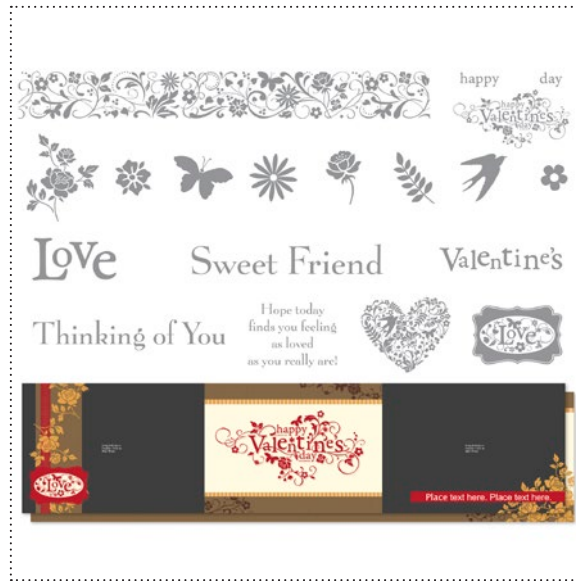 happy day
happy
Valentine's
day
Love
Sweet Friend
Valentine's
Thinking of You
Hope today
finds you feeling
as loved
as you really are!
Love
happy
Valentine's
day
Love
Place text here. Place text here.